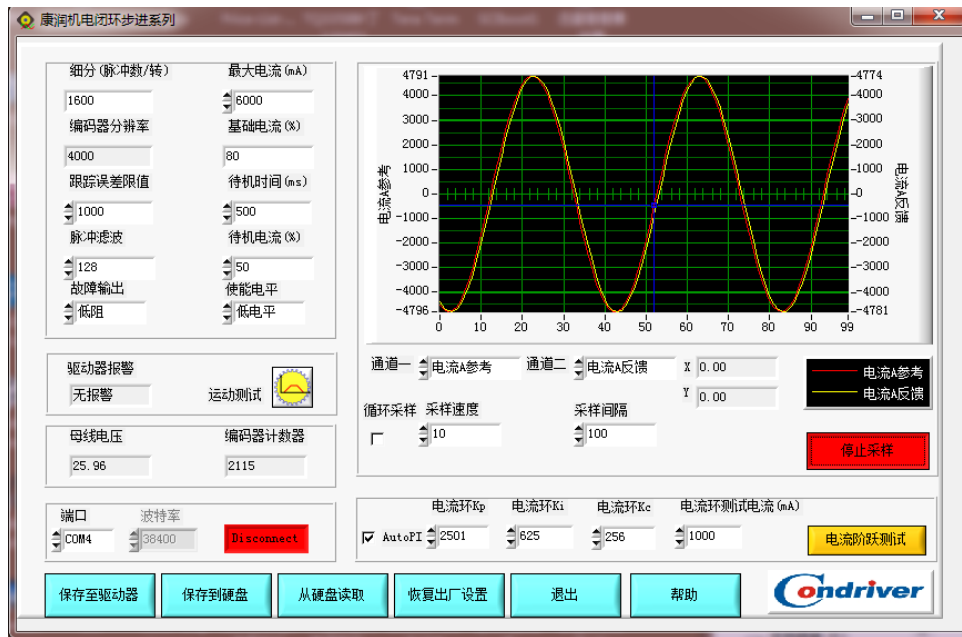 康润机电闭环步进系列
细分(脉冲数/转)
最大电流(mA)
1600
6000
编码器分辨率
基础电流(%)
4000
80
跟踪误差限值
待机时间(ms)
1000
500
脉冲滤波
待机电流(%)
128
50
故障输出
使能电平
低阻
低电平
驱动器报警
无报警
运动测试
母线电压
编码器计数器
25.96
2115
端口
波特率
COM4
38400
Disconnect
电流A参考
4791
4000
3000
2000
1000
0
-1000
-2000
-3000
-4000
-4796
4774
4000
3000
2000
1000
0
-1000
-2000
-3000
-4000
-4781
电流A反馈
0 10 20 30 40 50 60 70 80 90 99
通道一
电流A参考
通道二
电流A反馈
X 0.00
Y 0.00
电流A参考
电流A反馈
循环采样
采样速度
采样间隔
10
100
停止采样
电流环Kp
电流环Ki
电流环Kc
电流环测试电流(mA)
AutoPI
2501
625
256
1000
电流阶跃测试
保存至驱动器
保存到硬盘
从硬盘读取
恢复出厂设置
退出
帮助
Condriver